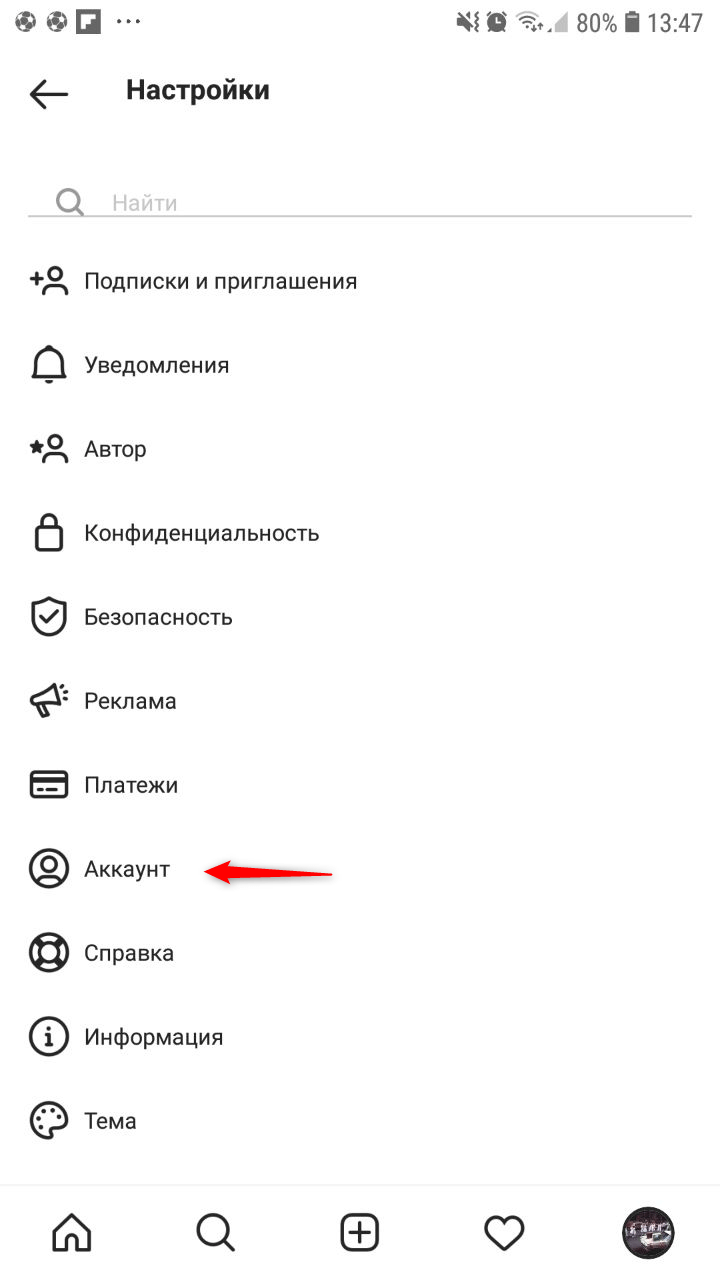 80% 13:47
Настройки
Найти
Подписки и приглашения
Уведомления
Автор
Конфиденциальность
Безопасность
Реклама
Платежи
Аккаунт
Справка
Информация
Тема